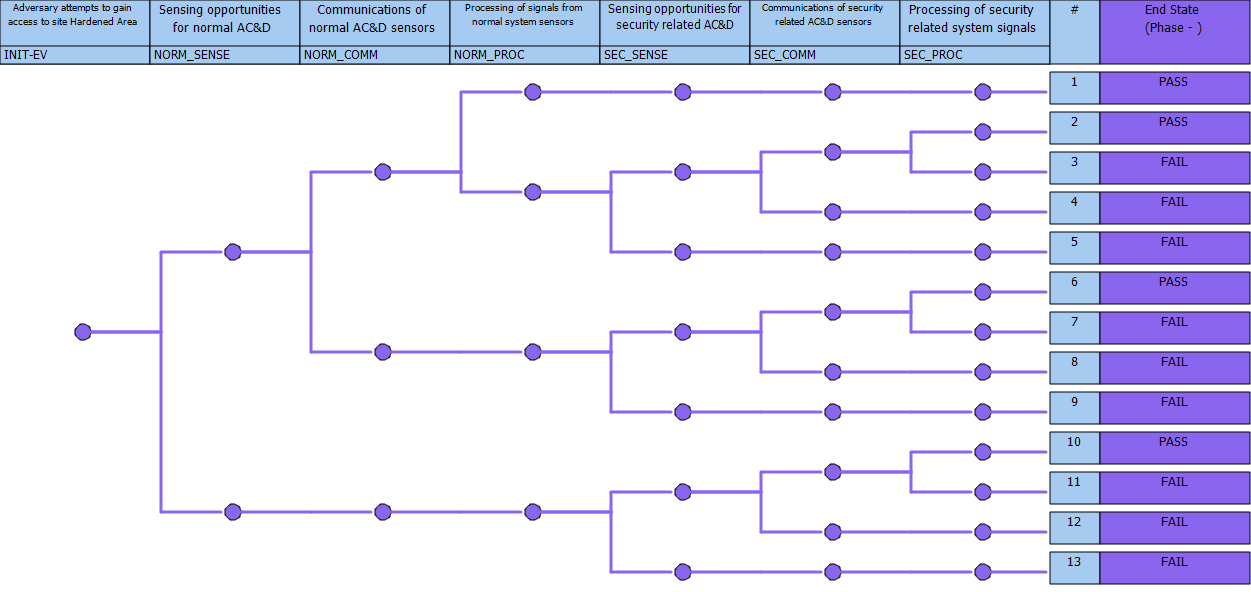 Adversary attempts to gain
access to site Hardened Area
Sensing opportunities
for normal AC&D
Communications of
normal AC&D sensors
Processing of signals from
normal system sensors
Sensing opportunities for
security related AC&D
Communications of security
related AC&D sensors
Processing of security
related system signals
#
End State
(Phase - )
INIT-EV
NORM_SENSE
NORM_COMM
NORM_PROC
SEC_SENSE
SEC_COMM
SEC_PROC
1 PASS
2 PASS
3 FAIL
4 FAIL
5 FAIL
6 PASS
7 FAIL
8 FAIL
9 FAIL
10 PASS
11 FAIL
12 FAIL
13 FAIL